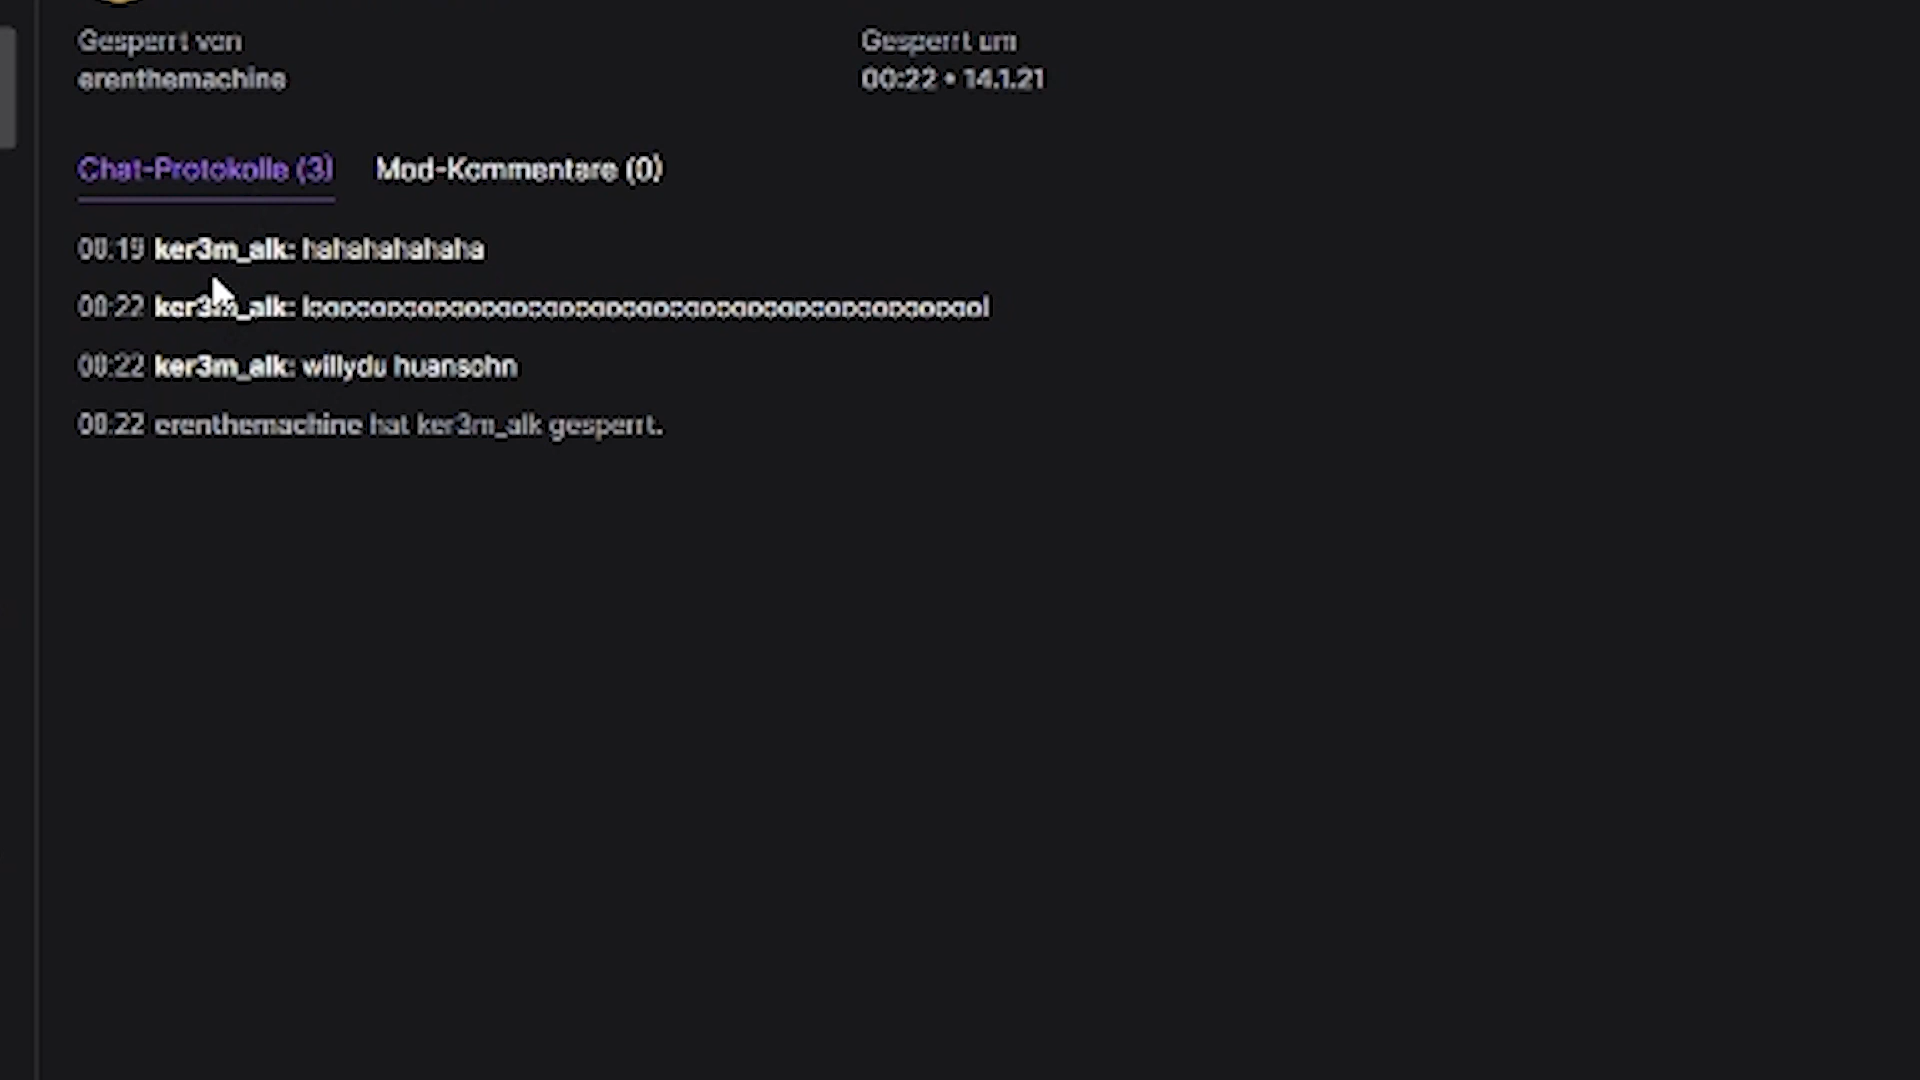 Gesperrt von
erenthemachine
Gesperrt um
00:22 • 14.1.21
Chat-Protokolle (3)
Mod-Kommentare (0)
00:19 ker3m_alk: hahahahahaha
00:22 ker3m_alk:
00:22 ker3m_alk: willydu huansohn
00:22 erenthemachine hat ker3m_alk gesperrt.